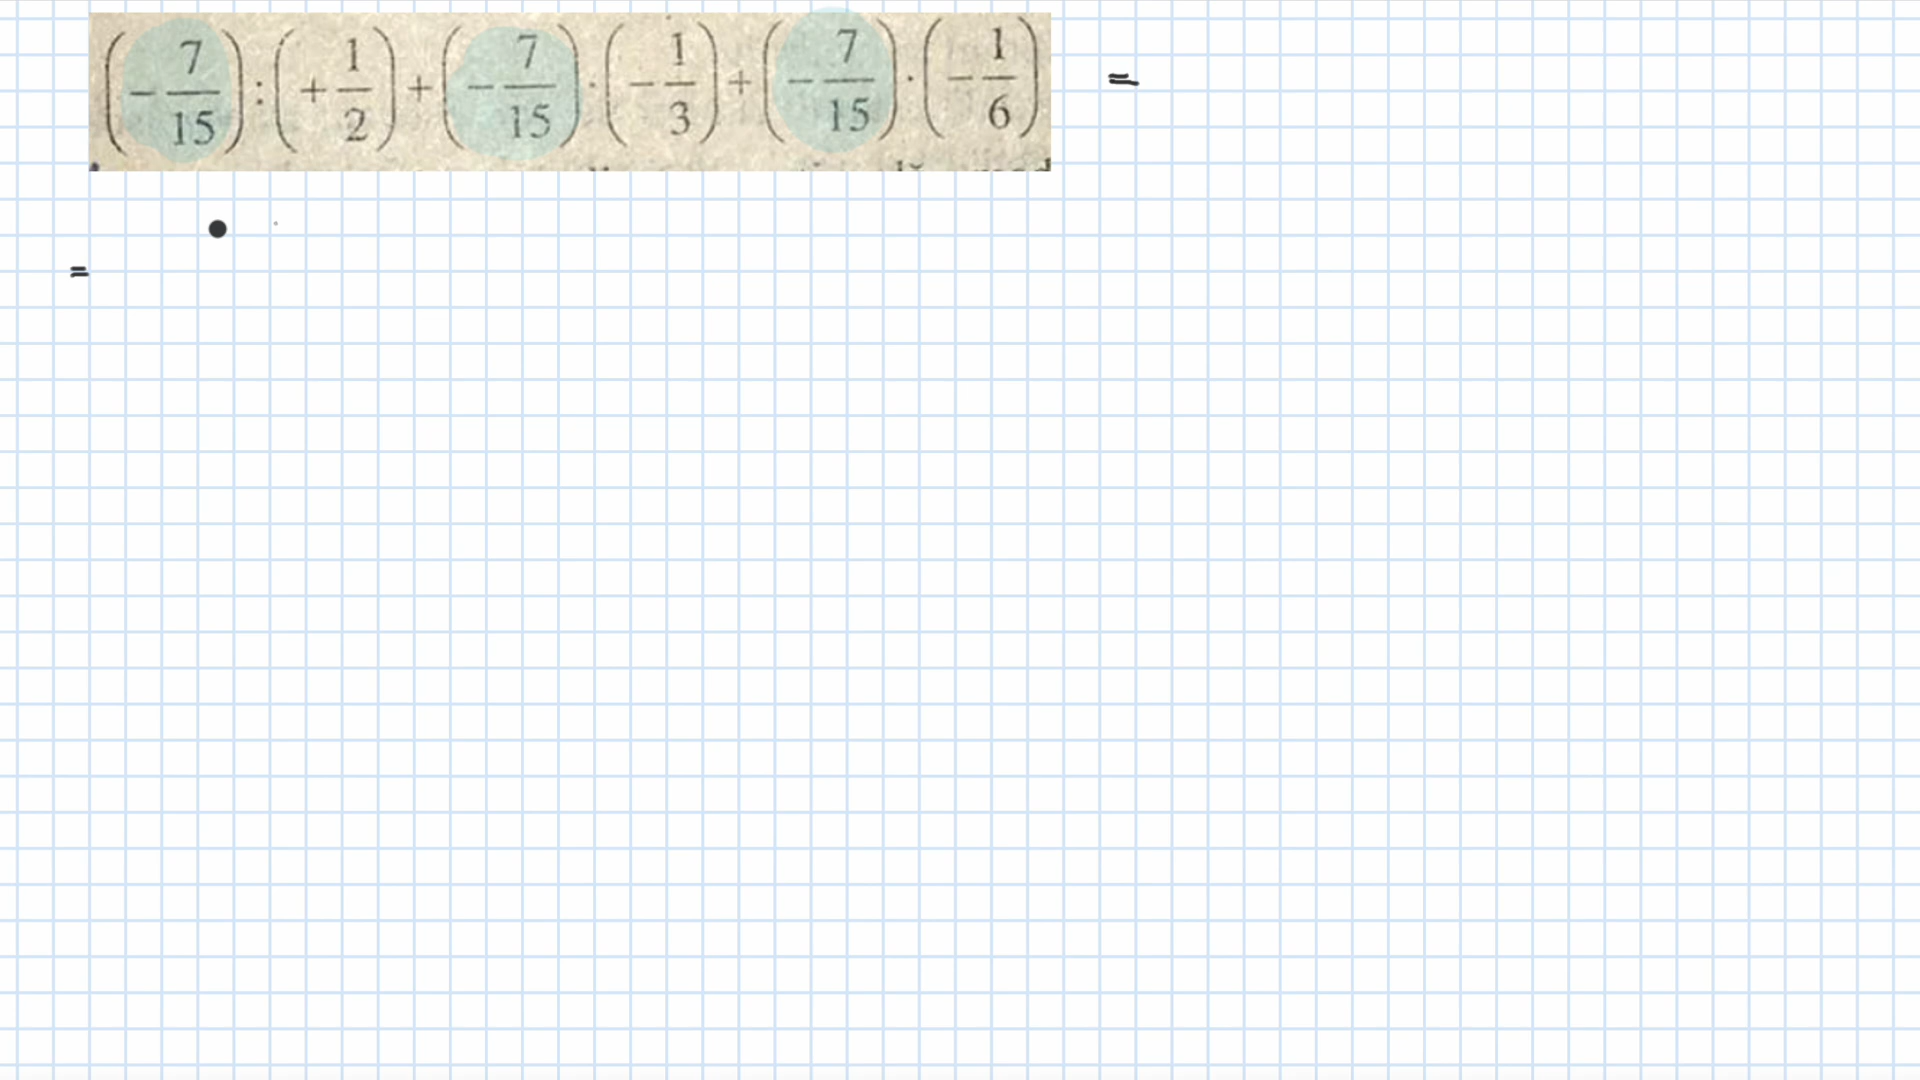 (-7/15):(+1/2)+(-7/15)·(-1/3)+(-7/15)·(-1/6) =
=